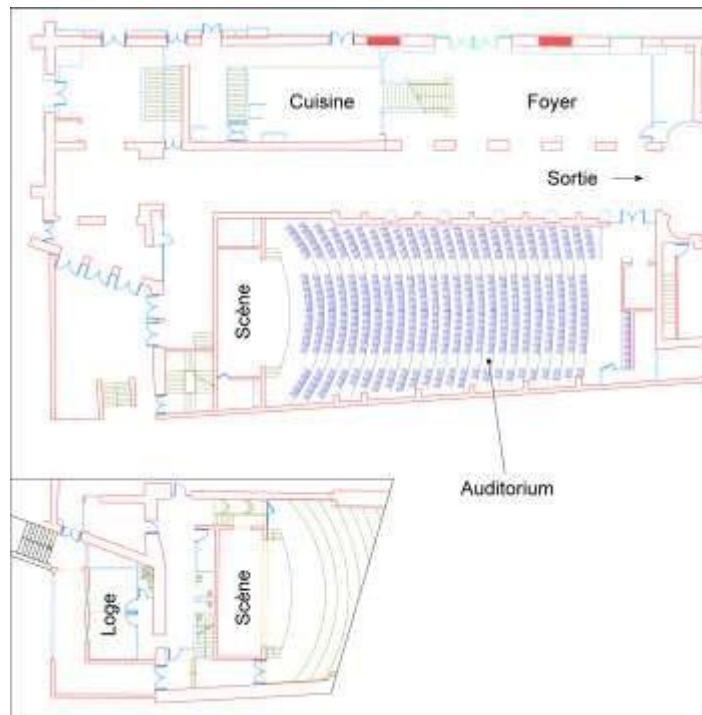 Cuisine
Foyer
Sortie
Scène
Auditorium
Loge
Scène